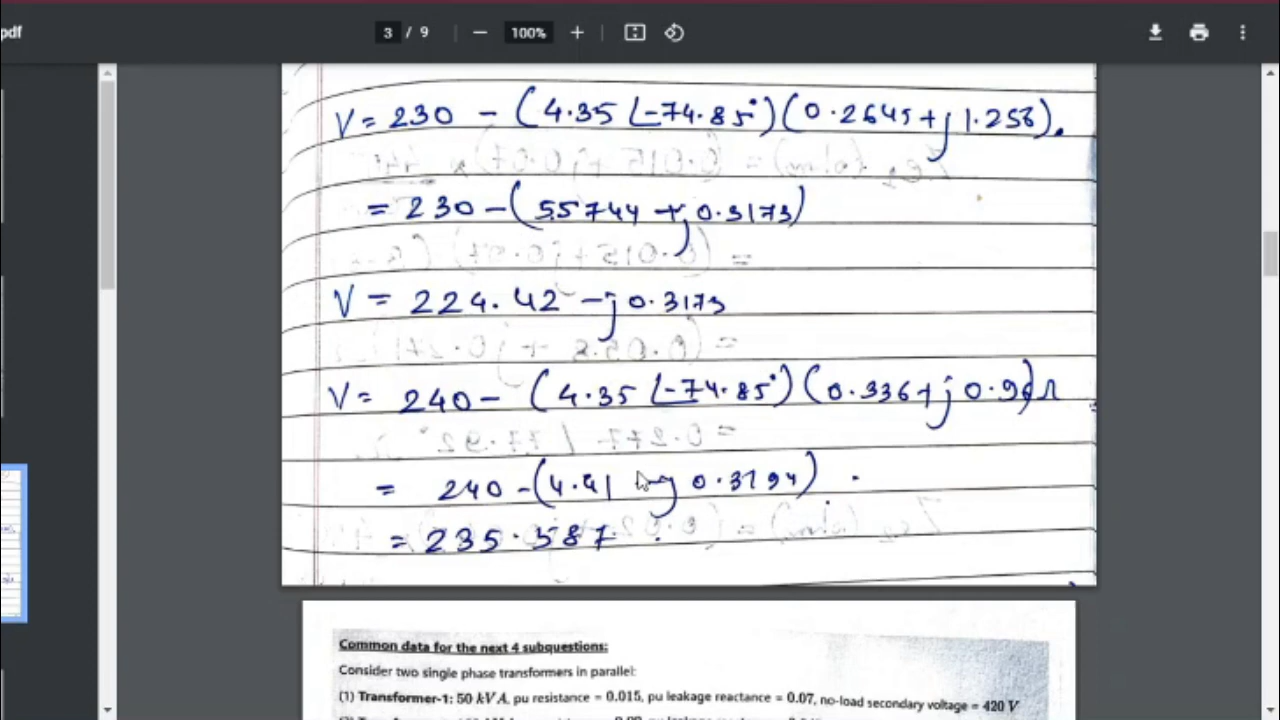 pdf
3 / 9
100%
V = 230 - (4.35 ∠-74.85°)(0.2645+j 1.256).
= 230 - (5.5744 + j 0.3173)
V = 224.42 - j 0.3173
V = 240 - (4.35 ∠-74.85°)(0.336+j 0.96)Ω
= 240 - (4.41 - j 0.3794)
= 235.587
Common data for the next 4 subquestions:
Consider two single phase transformers in parallel:
(1) Transformer-1: 50 kVA, pu resistance = 0.015, pu leakage reactance = 0.07, no-load secondary voltage = 420 V